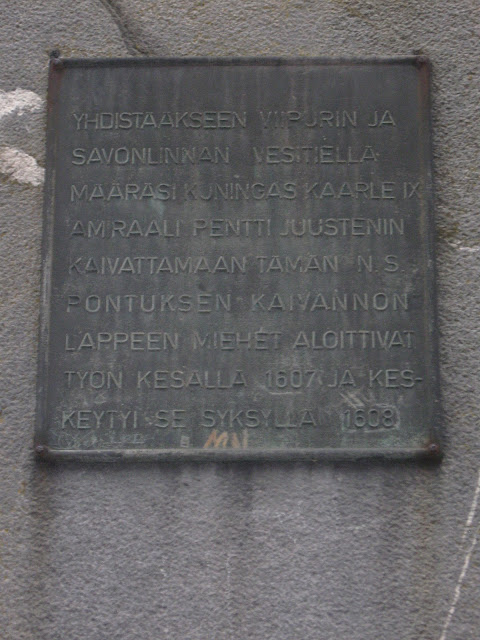 YHDISTÄÄKSEEN VIIPURIN JA
SAVONLINNAN VESITIELLÄ
MÄÄRÄSI KUNINGAS KAARLE IX
AMIRAALI PENTTI JUUSTENIN
KAIVATTAMAAN TÄMÄN N.S.
PONTUKSEN KAIVANNON
LAPPEEN MIEHET ALOITTIVAT
TYÖN KESÄLLÄ 1607 JA KES-
KEYTYI SE SYKSYLLÄ 1608